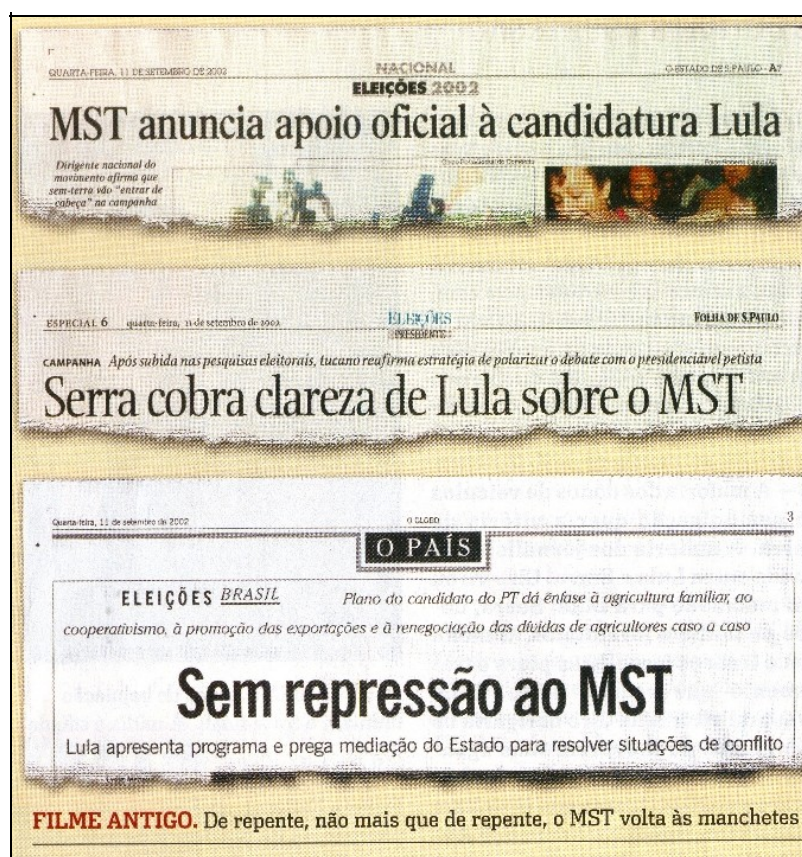 QUARTA-FEIRA, 11 DE SETEMBRO DE 2002 NACIONAL O ESTADO DE S.PAULO - A7
ELEIÇÕES 2002
MST anuncia apoio oficial à candidatura Lula
Dirigente nacional do
movimento afirma que
sem-terra vão "entrar de
cabeça" na campanha
ESPECIAL 6 quarta-feira, 11 de setembro de 2002 ELEIÇÕES FOLHA DE S.PAULO
PRESIDENTE
CAMPANHA Após subida nas pesquisas eleitorais, tucano reafirma estratégia de polarizar o debate com o presidenciável petista
Serra cobra clareza de Lula sobre o MST
Quarta-feira, 11 de setembro de 2002 O GLOBO 3
O PAÍS
ELEIÇÕES BRASIL Plano do candidato do PT dá ênfase à agricultura familiar, ao
cooperativismo, à promoção das exportações e à renegociação das dívidas de agricultores caso a caso
Sem repressão ao MST
Lula apresenta programa e prega mediação do Estado para resolver situações de conflito
FILME ANTIGO. De repente, não mais que de repente, o MST volta às manchetes